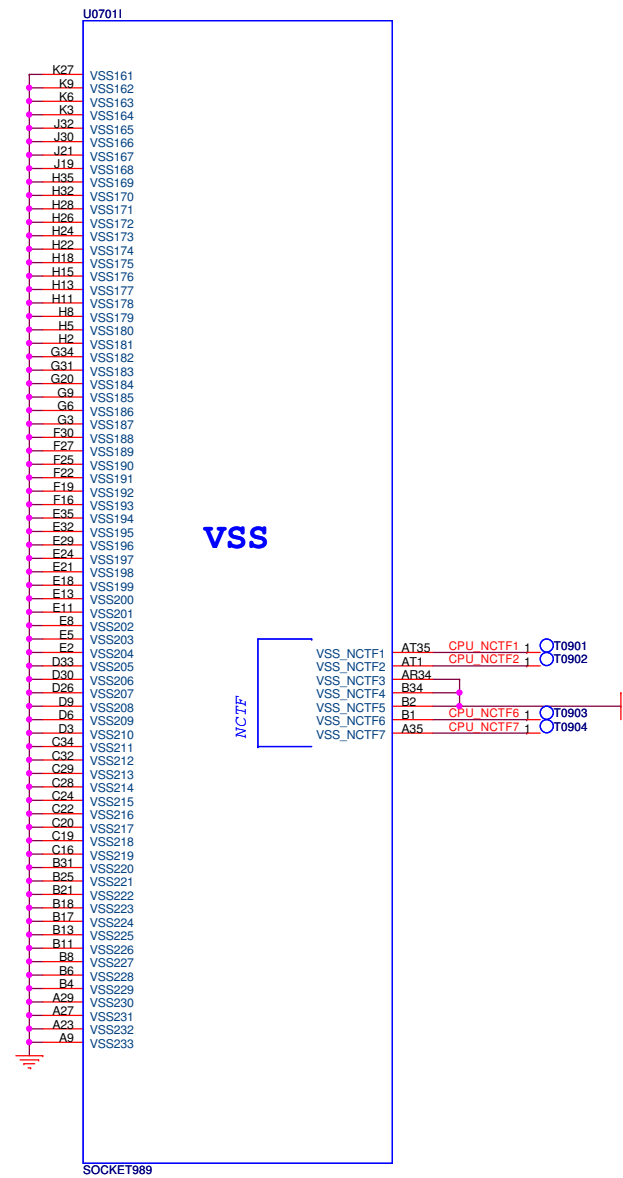 U0701I
K27 VSS161
K9 VSS162
K6 VSS163
K3 VSS164
J32 VSS165
J30 VSS166
J21 VSS167
J19 VSS168
H35 VSS169
H32 VSS170
H28 VSS171
H26 VSS172
H24 VSS173
H22 VSS174
H18 VSS175
H15 VSS176
H13 VSS177
H11 VSS178
H8 VSS179
H5 VSS180
H2 VSS181
G34 VSS182
G31 VSS183
G20 VSS184
G9 VSS185
G6 VSS186
G3 VSS187
F30 VSS188
F27 VSS189
F25 VSS190
F22 VSS191
F19 VSS192
F16 VSS193
E35 VSS194
E32 VSS195
E29 VSS196
E24 VSS197
E21 VSS198
E18 VSS199
E13 VSS200
E11 VSS201
E8 VSS202
E5 VSS203
E2 VSS204
D33 VSS205
D30 VSS206
D26 VSS207
D9 VSS208
D6 VSS209
D3 VSS210
C34 VSS211
C32 VSS212
C29 VSS213
C28 VSS214
C24 VSS215
C22 VSS216
C20 VSS217
C19 VSS218
C16 VSS219
B31 VSS220
B25 VSS221
B21 VSS222
B18 VSS223
B17 VSS224
B13 VSS225
B11 VSS226
B8 VSS227
B6 VSS228
B4 VSS229
A29 VSS230
A27 VSS231
A23 VSS232
A9 VSS233
VSS
NCTF
VSS_NCTF1 AT35 CPU_NCTF1 1 T0901
VSS_NCTF2 AT1 CPU_NCTF2 1 T0902
VSS_NCTF3 AR34
VSS_NCTF4 B34
VSS_NCTF5 B2
VSS_NCTF6 B1 CPU_NCTF6 1 T0903
VSS_NCTF7 A35 CPU_NCTF7 1 T0904
SOCKET989